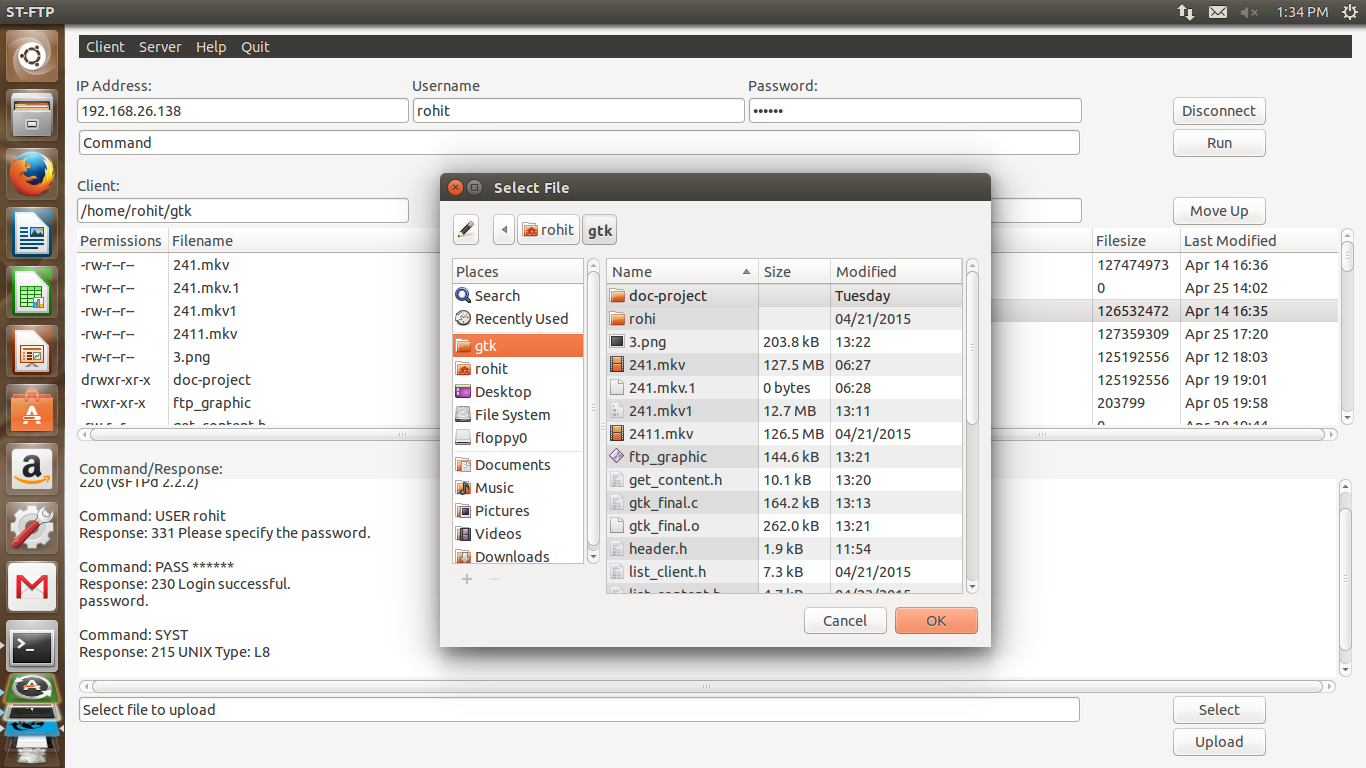 ST-FTP 1:34 PM
Client Server Help Quit
IP Address: Username Password:
192.168.26.138 rohit •••••• Disconnect
Command Run
Client:
/home/rohit/gtk Move Up
Permissions Filename Filesize Last Modified
-rw-r--r-- 241.mkv 127474973 Apr 14 16:36
-rw-r--r-- 241.mkv.1 0 Apr 25 14:02
-rw-r--r-- 241.mkv1 126532472 Apr 14 16:35
-rw-r--r-- 2411.mkv 127359309 Apr 25 17:20
-rw-r--r-- 3.png 125192556 Apr 12 18:03
drwxr-xr-x doc-project 125192556 Apr 19 19:01
-rwxr-xr-x ftp_graphic 203799 Apr 05 19:58
-rw-r--r-- get_content.h 0 Apr 30 19:44
Select File
rohit gtk
Places
Search
Recently Used
gtk
rohit
Desktop
File System
floppy0
Documents
Music
Pictures
Videos
Downloads
Name Size Modified
doc-project Tuesday
rohi 04/21/2015
3.png 203.8 kB 13:22
241.mkv 127.5 MB 06:27
241.mkv.1 0 bytes 06:28
241.mkv1 12.7 MB 13:11
2411.mkv 126.5 MB 04/21/2015
ftp_graphic 144.6 kB 13:21
get_content.h 10.1 kB 13:20
gtk_final.c 164.2 kB 13:13
gtk_final.o 262.0 kB 13:21
header.h 1.9 kB 11:54
list_client.h 7.3 kB 04/21/2015
list_content.h 4.7 kB
Cancel OK
Command/Response:
220 (vsFTPd 2.2.2)
Command: USER rohit
Response: 331 Please specify the password.
Command: PASS ******
Response: 230 Login successful.
password.
Command: SYST
Response: 215 UNIX Type: L8
Select file to upload Select
Upload